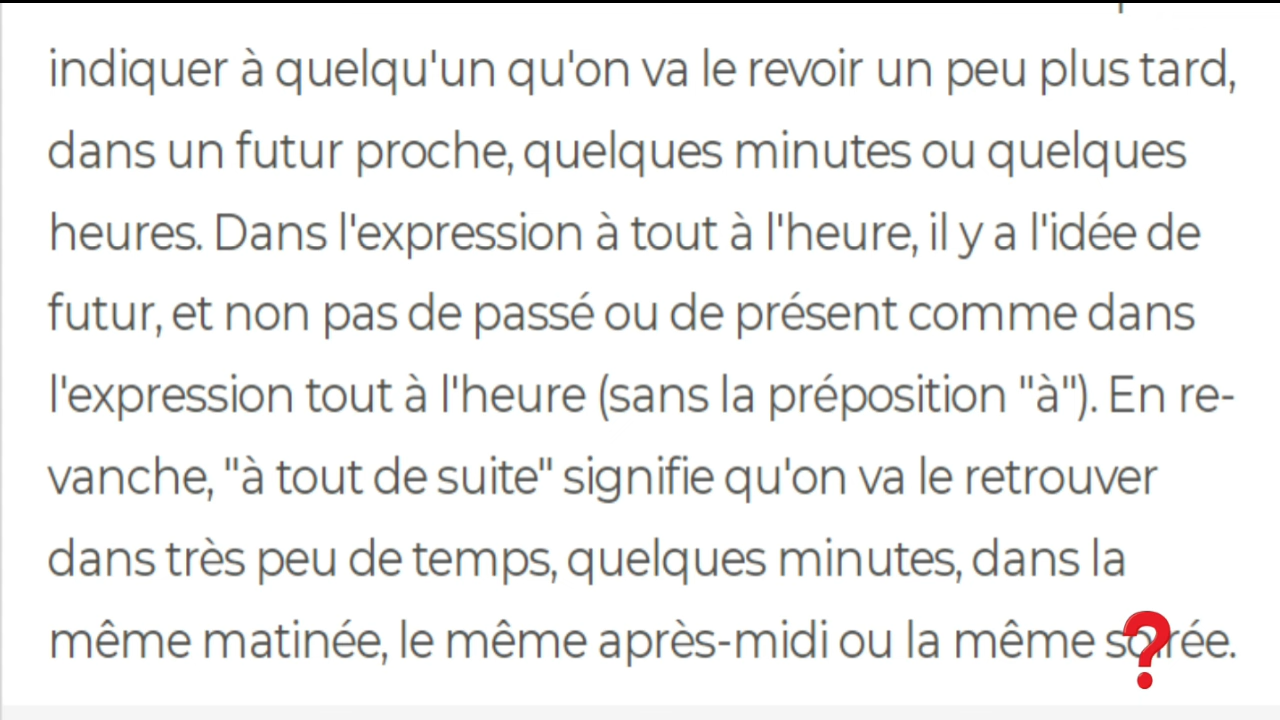 indiquer à quelqu'un qu'on va le revoir un peu plus tard,
dans un futur proche, quelques minutes ou quelques
heures. Dans l'expression à tout à l'heure, il y a l'idée de
futur, et non pas de passé ou de présent comme dans
l'expression tout à l'heure (sans la préposition "à"). En re-
vanche, "à tout de suite" signifie qu'on va le retrouver
dans très peu de temps, quelques minutes, dans la
même matinée, le même après-midi ou la même soirée.